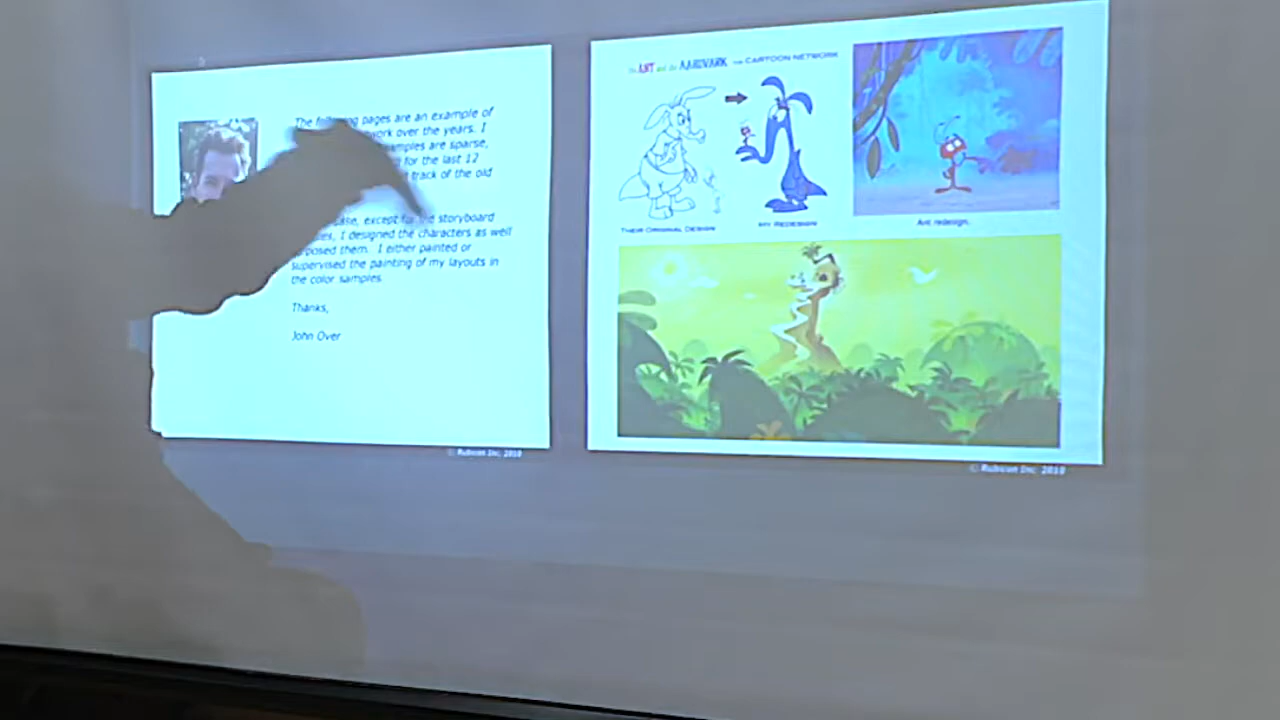 The pages are an example of
work over the years. I
samples are sparse,
for the last 12
track of the old
case, except for the storyboard
I designed the characters as well
posed them. I either painted or
supervised the painting of my layouts in
the color samples.
Thanks,
John Over
© Rubicon Inc 2010
the ANT and the AARDVARK FOR CARTOON NETWORK
THEIR ORIGINAL DESIGN
MY REDESIGN
Ant redesign.
© Rubicon Inc 2010